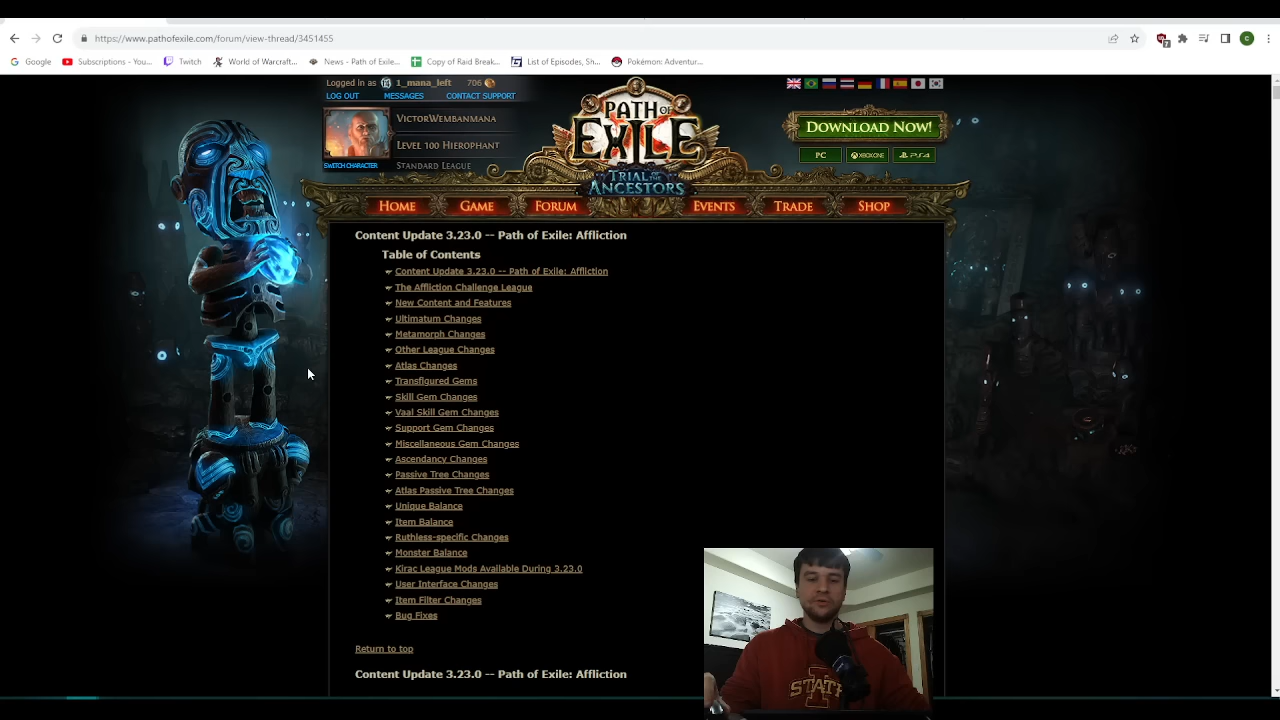 https://www.pathofexile.com/forum/view-thread/3451455
Google
Subscriptions - You...
Twitch
World of Warcraft...
News - Path of Exile...
Copy of Raid Break...
List of Episodes, Sh...
Pokémon: Adventur...
Logged in as 1_mana_left 706
LOG OUT MESSAGES CONTACT SUPPORT
VictorWembanmana
Level 100 Hierophant
Standard League
SWITCH CHARACTER
PATH OF EXILE
TRIAL OF THE ANCESTORS
DOWNLOAD NOW!
PC XBOX ONE PS4
HOME GAME FORUM EVENTS TRADE SHOP
Content Update 3.23.0 -- Path of Exile: Affliction
Table of Contents
Content Update 3.23.0 -- Path of Exile: Affliction
The Affliction Challenge League
New Content and Features
Ultimatum Changes
Metamorph Changes
Other League Changes
Atlas Changes
Transfigured Gems
Skill Gem Changes
Vaal Skill Gem Changes
Support Gem Changes
Miscellaneous Gem Changes
Ascendancy Changes
Passive Tree Changes
Atlas Passive Tree Changes
Unique Balance
Item Balance
Ruthless-specific Changes
Monster Balance
Kirac League Mods Available During 3.23.0
User Interface Changes
Item Filter Changes
Bug Fixes
Return to top
Content Update 3.23.0 -- Path of Exile: Affliction
STATE